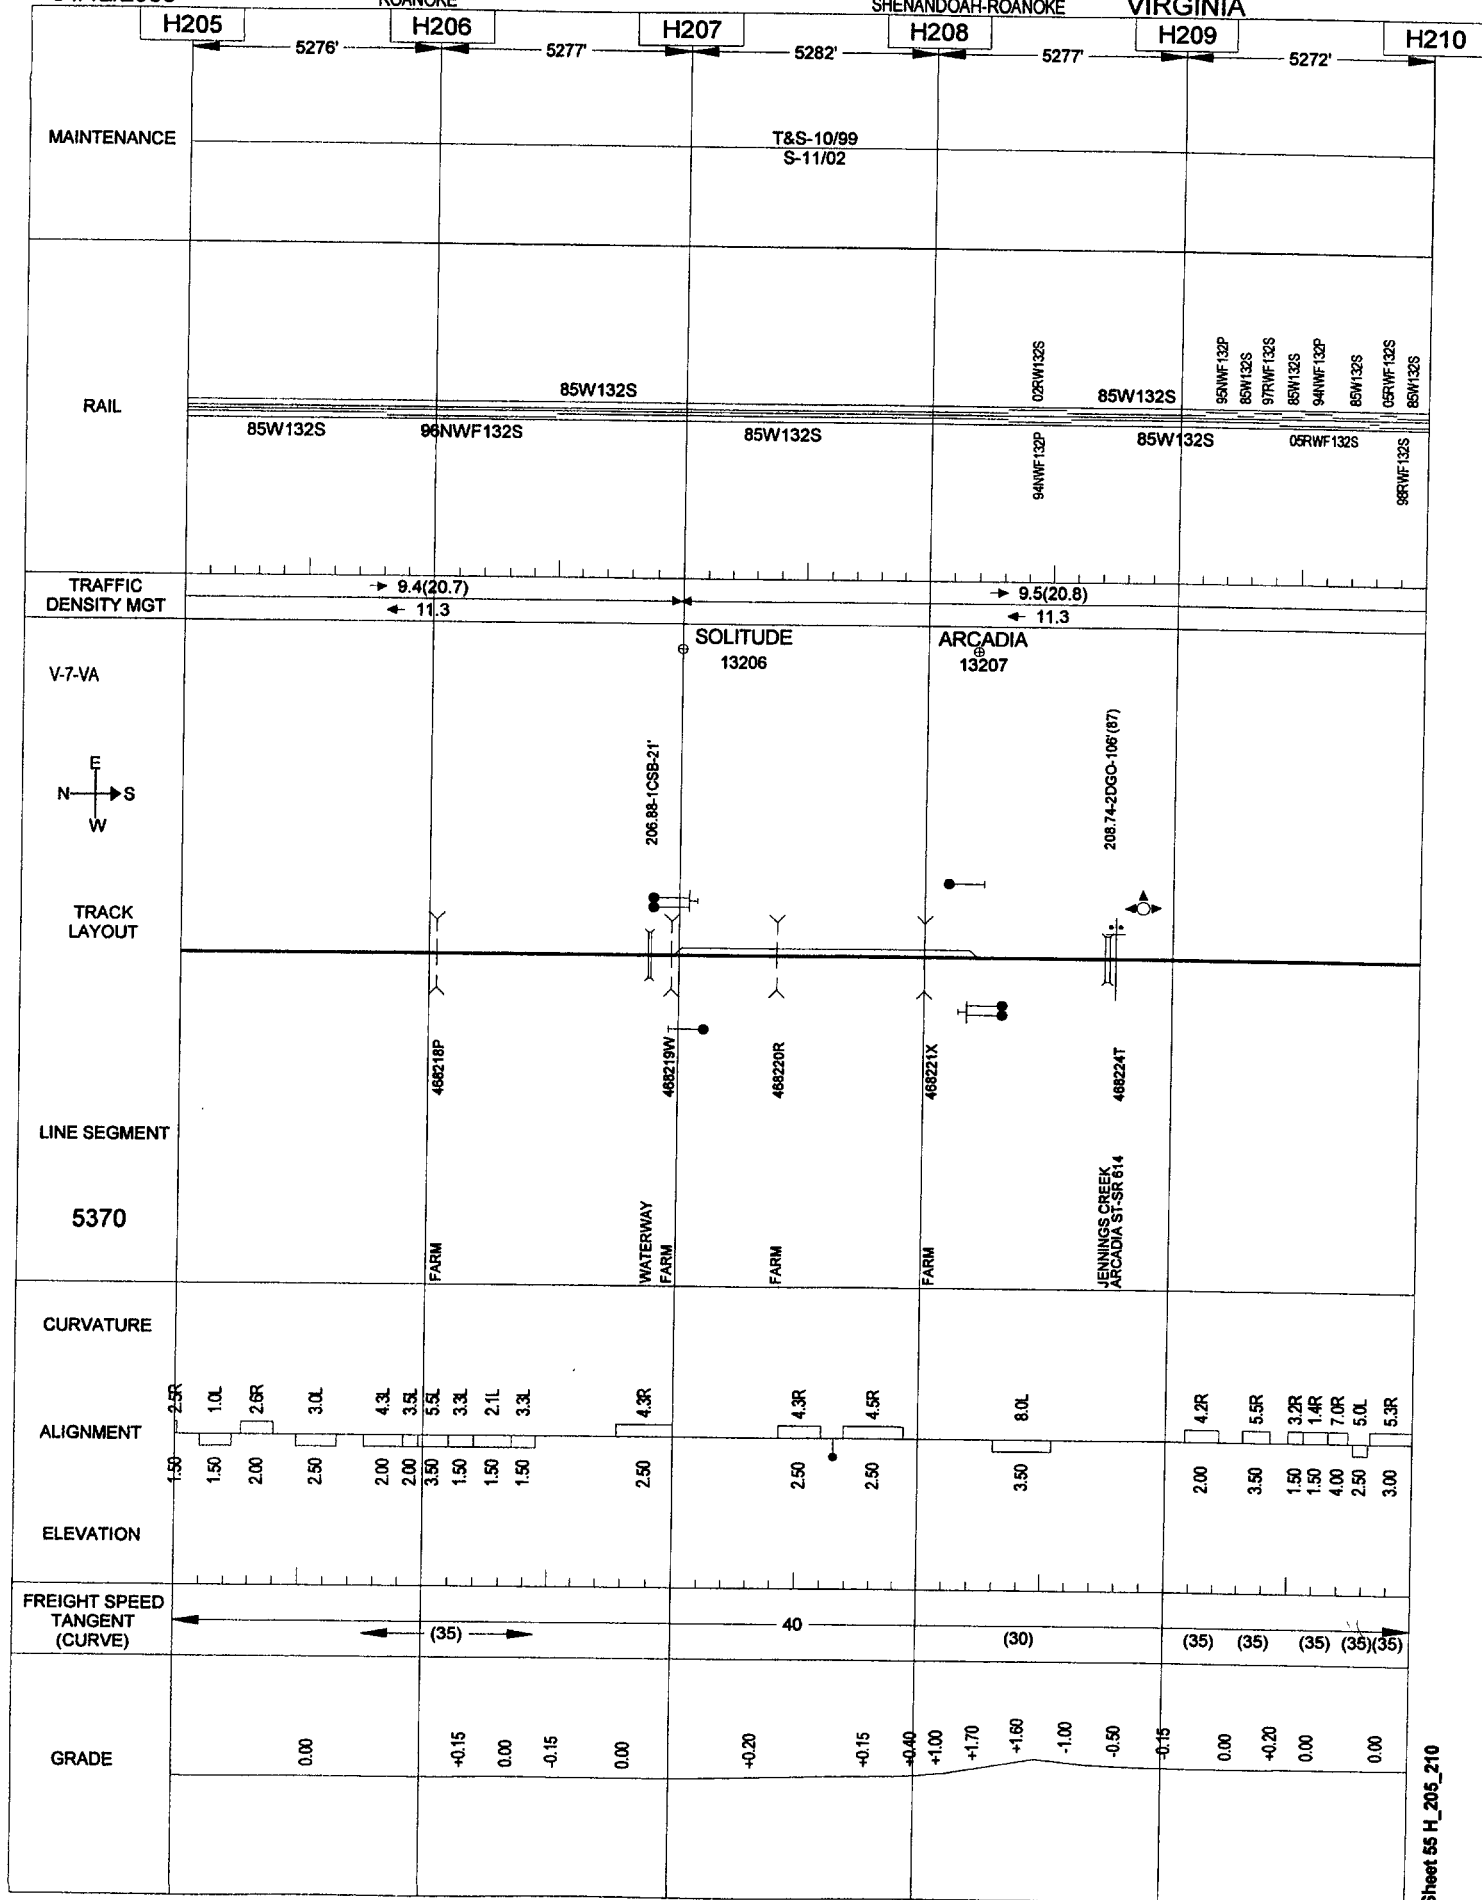 ROANOKE
SHENANDOAH-ROANOKE
VIRGINIA
H205
H206
H207
H208
H209
H210
5276'
5277'
5282'
5277'
5272'
MAINTENANCE
T&S-10/99
S-11/02
RAIL
85W132S
02RW132S
85W132S
95NWF132P
85W132S
97RWF132S
85W132S
94NWF132P
85W132S
05RWF132S
85W132S
85W132S
96NWF132S
85W132S
94NWF132P
85W132S
05RWF132S
98RWF132S
TRAFFIC
DENSITY MGT
9.4(20.7)
11.3
9.5(20.8)
11.3
SOLITUDE
13206
ARCADIA
13207
V-7-VA
E
N S
W
206.88-1CSB-21'
208.74-2DGO-106'(87)
TRACK
LAYOUT
468218P
468219W
468220R
468221X
468224T
LINE SEGMENT
5370
FARM
WATERWAY
FARM
FARM
FARM
JENNINGS CREEK
ARCADIA ST-SR 614
CURVATURE
2.5R
1.0L
2.6R
3.0L
4.3L
3.5L
5.5L
3.3L
2.1L
3.3L
4.3R
4.3R
4.5R
8.0L
4.2R
5.5R
3.2R
1.4R
7.0R
5.0L
5.3R
ALIGNMENT
1.50
1.50
2.00
2.50
2.00
2.00
3.50
1.50
1.50
1.50
2.50
2.50
2.50
3.50
2.00
3.50
1.50
1.50
4.00
2.50
3.00
ELEVATION
FREIGHT SPEED
TANGENT
(CURVE)
(35)
40
(30)
(35)
(35)
(35)
(35)
(35)
GRADE
0.00
+0.15
0.00
-0.15
0.00
+0.20
+0.15
+0.40
+1.00
+1.70
+1.60
-1.00
-0.50
-0.15
0.00
+0.20
0.00
0.00
Sheet 55 H_205_210